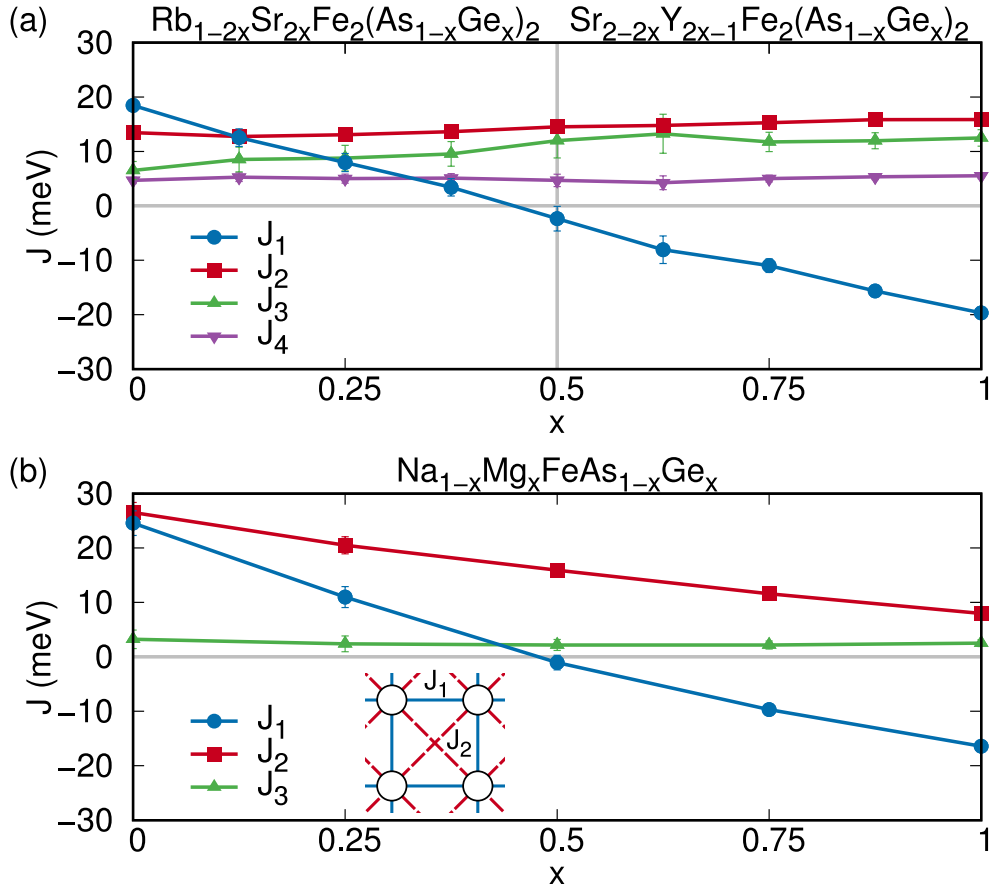 (a) Rb₁₋₂ₓSr₂ₓFe₂(As₁₋ₓGeₓ)₂ Sr₂₋₂ₓY₂ₓ₋₁Fe₂(As₁₋ₓGeₓ)₂
30
20
10
0
−10
−20
−30
J (meV)
J₁
J₂
J₃
J₄
0 0.25 0.5 0.75 1
x
(b) Na₁₋ₓMgₓFeAs₁₋ₓGeₓ
30
20
10
0
−10
−20
−30
J (meV)
J₁
J₂
J₃
J₁
J₂
0 0.25 0.5 0.75 1
x